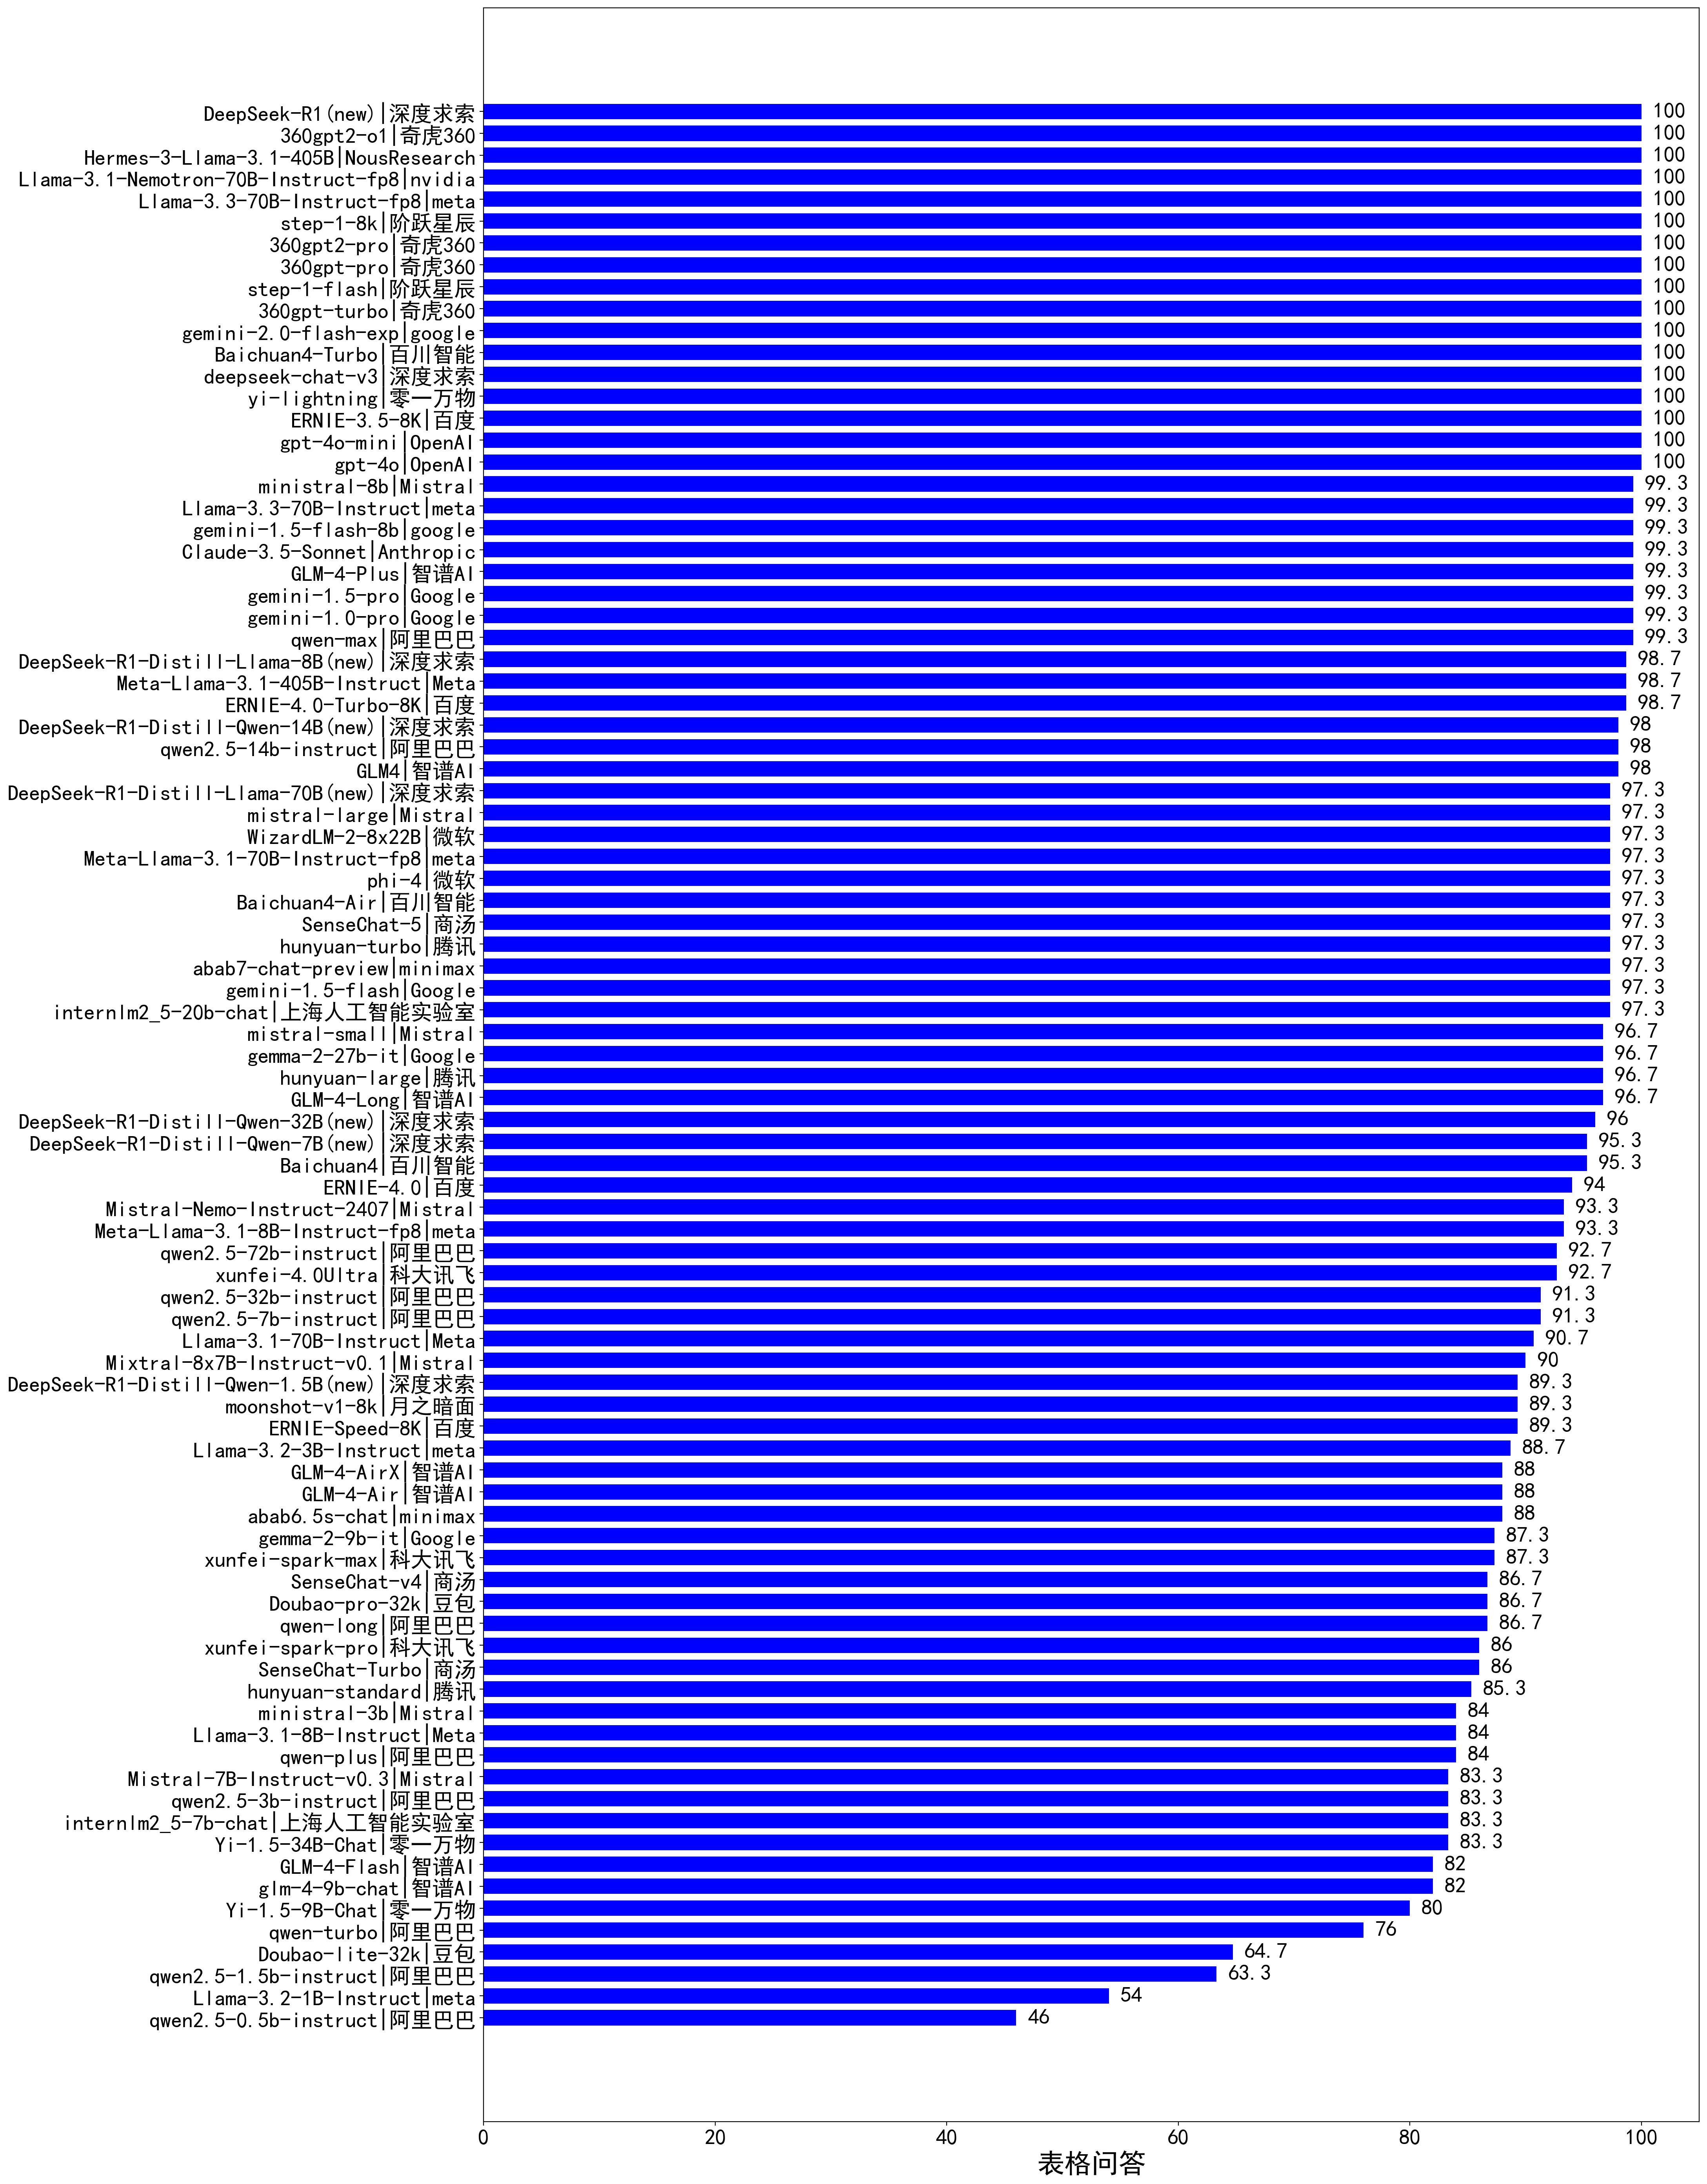 DeepSeek-R1(new)|深度求索 100
360gpt2-o1|奇虎360 100
Hermes-3-Llama-3.1-405B|NousResearch 100
Llama-3.1-Nemotron-70B-Instruct-fp8|nvidia 100
Llama-3.3-70B-Instruct-fp8|meta 100
step-1-8k|阶跃星辰 100
360gpt2-pro|奇虎360 100
360gpt-pro|奇虎360 100
step-1-flash|阶跃星辰 100
360gpt-turbo|奇虎360 100
gemini-2.0-flash-exp|google 100
Baichuan4-Turbo|百川智能 100
deepseek-chat-v3|深度求索 100
yi-lightning|零一万物 100
ERNIE-3.5-8K|百度 100
gpt-4o-mini|OpenAI 100
gpt-4o|OpenAI 100
ministral-8b|Mistral 99.3
Llama-3.3-70B-Instruct|meta 99.3
gemini-1.5-flash-8b|google 99.3
Claude-3.5-Sonnet|Anthropic 99.3
GLM-4-Plus|智谱AI 99.3
gemini-1.5-pro|Google 99.3
gemini-1.0-pro|Google 99.3
qwen-max|阿里巴巴 99.3
DeepSeek-R1-Distill-Llama-8B(new)|深度求索 98.7
Meta-Llama-3.1-405B-Instruct|Meta 98.7
ERNIE-4.0-Turbo-8K|百度 98.7
DeepSeek-R1-Distill-Qwen-14B(new)|深度求索 98
qwen2.5-14b-instruct|阿里巴巴 98
GLM4|智谱AI 98
DeepSeek-R1-Distill-Llama-70B(new)|深度求索 97.3
mistral-large|Mistral 97.3
WizardLM-2-8x22B|微软 97.3
Meta-Llama-3.1-70B-Instruct-fp8|meta 97.3
phi-4|微软 97.3
Baichuan4-Air|百川智能 97.3
SenseChat-5|商汤 97.3
hunyuan-turbo|腾讯 97.3
abab7-chat-preview|minimax 97.3
gemini-1.5-flash|Google 97.3
internlm2_5-20b-chat|上海人工智能实验室 97.3
mistral-small|Mistral 96.7
gemma-2-27b-it|Google 96.7
hunyuan-large|腾讯 96.7
GLM-4-Long|智谱AI 96.7
DeepSeek-R1-Distill-Qwen-32B(new)|深度求索 96
DeepSeek-R1-Distill-Qwen-7B(new)|深度求索 95.3
Baichuan4|百川智能 95.3
ERNIE-4.0|百度 94
Mistral-Nemo-Instruct-2407|Mistral 93.3
Meta-Llama-3.1-8B-Instruct-fp8|meta 93.3
qwen2.5-72b-instruct|阿里巴巴 92.7
xunfei-4.0Ultra|科大讯飞 92.7
qwen2.5-32b-instruct|阿里巴巴 91.3
qwen2.5-7b-instruct|阿里巴巴 91.3
Llama-3.1-70B-Instruct|Meta 90.7
Mixtral-8x7B-Instruct-v0.1|Mistral 90
DeepSeek-R1-Distill-Qwen-1.5B(new)|深度求索 89.3
moonshot-v1-8k|月之暗面 89.3
ERNIE-Speed-8K|百度 89.3
Llama-3.2-3B-Instruct|meta 88.7
GLM-4-AirX|智谱AI 88
GLM-4-Air|智谱AI 88
abab6.5s-chat|minimax 88
gemma-2-9b-it|Google 87.3
xunfei-spark-max|科大讯飞 87.3
SenseChat-v4|商汤 86.7
Doubao-pro-32k|豆包 86.7
qwen-long|阿里巴巴 86.7
xunfei-spark-pro|科大讯飞 86
SenseChat-Turbo|商汤 86
hunyuan-standard|腾讯 85.3
ministral-3b|Mistral 84
Llama-3.1-8B-Instruct|Meta 84
qwen-plus|阿里巴巴 84
Mistral-7B-Instruct-v0.3|Mistral 83.3
qwen2.5-3b-instruct|阿里巴巴 83.3
internlm2_5-7b-chat|上海人工智能实验室 83.3
Yi-1.5-34B-Chat|零一万物 83.3
GLM-4-Flash|智谱AI 82
glm-4-9b-chat|智谱AI 82
Yi-1.5-9B-Chat|零一万物 80
qwen-turbo|阿里巴巴 76
Doubao-lite-32k|豆包 64.7
qwen2.5-1.5b-instruct|阿里巴巴 63.3
Llama-3.2-1B-Instruct|meta 54
qwen2.5-0.5b-instruct|阿里巴巴 46
0 20 40 60 80 100
表格问答